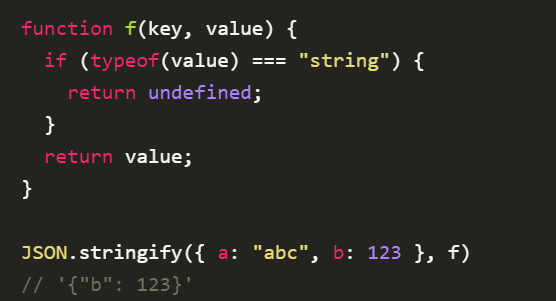 function f(key, value) {
  if (typeof(value) === "string") {
    return undefined;
  }
  return value;
}

JSON.stringify({ a: "abc", b: 123 }, f)
// '{"b": 123}'